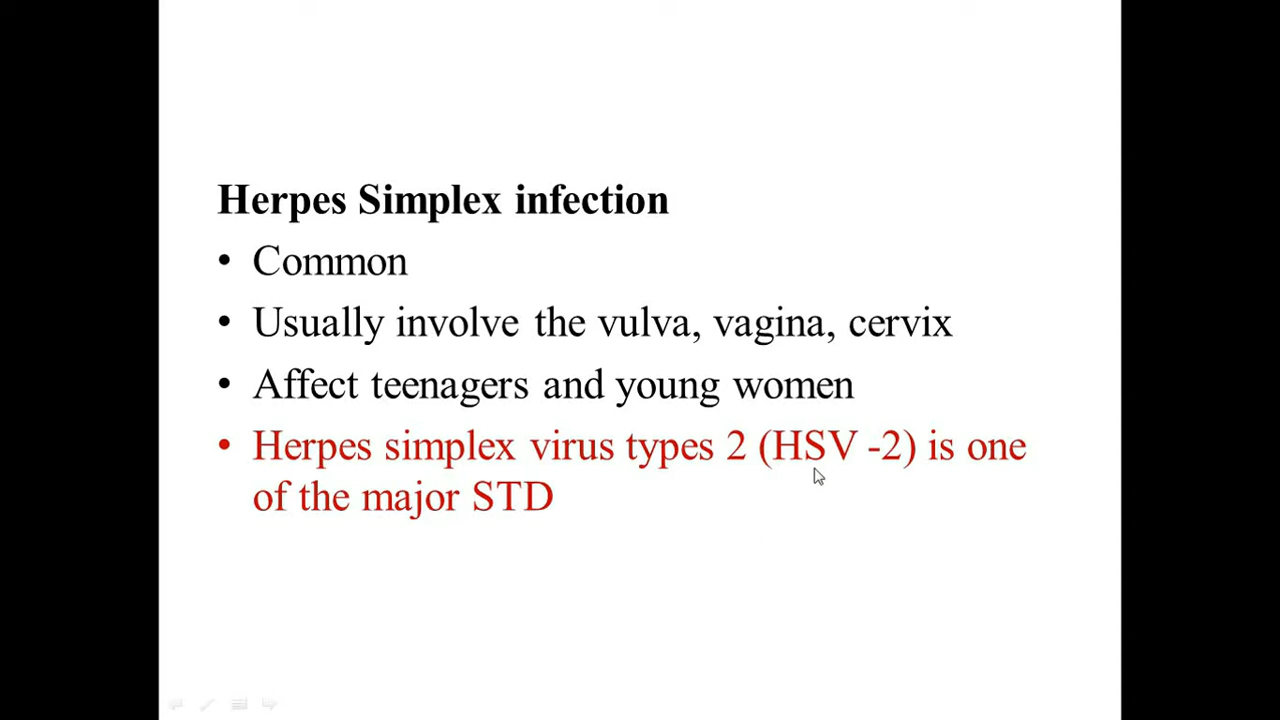 Herpes Simplex infection
• Common
• Usually involve the vulva, vagina, cervix
• Affect teenagers and young women
• Herpes simplex virus types 2 (HSV -2) is one
of the major STD